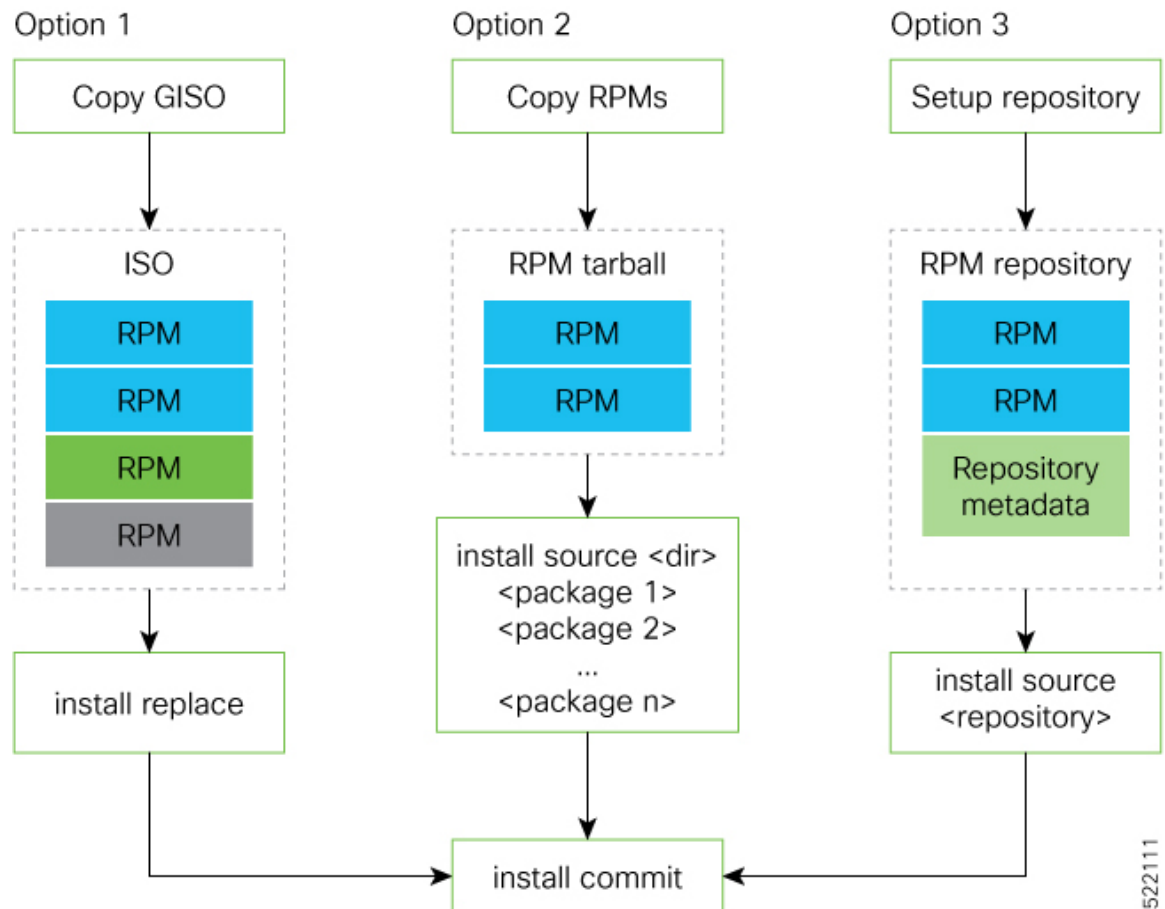 Option 1
Copy GISO
ISO
RPM
RPM
RPM
RPM
install replace
Option 2
Copy RPMs
RPM tarball
RPM
RPM
install source <dir>
<package 1>
<package 2>
...
<package n>
install commit
Option 3
Setup repository
RPM repository
RPM
RPM
Repository
metadata
install source
<repository>
522111